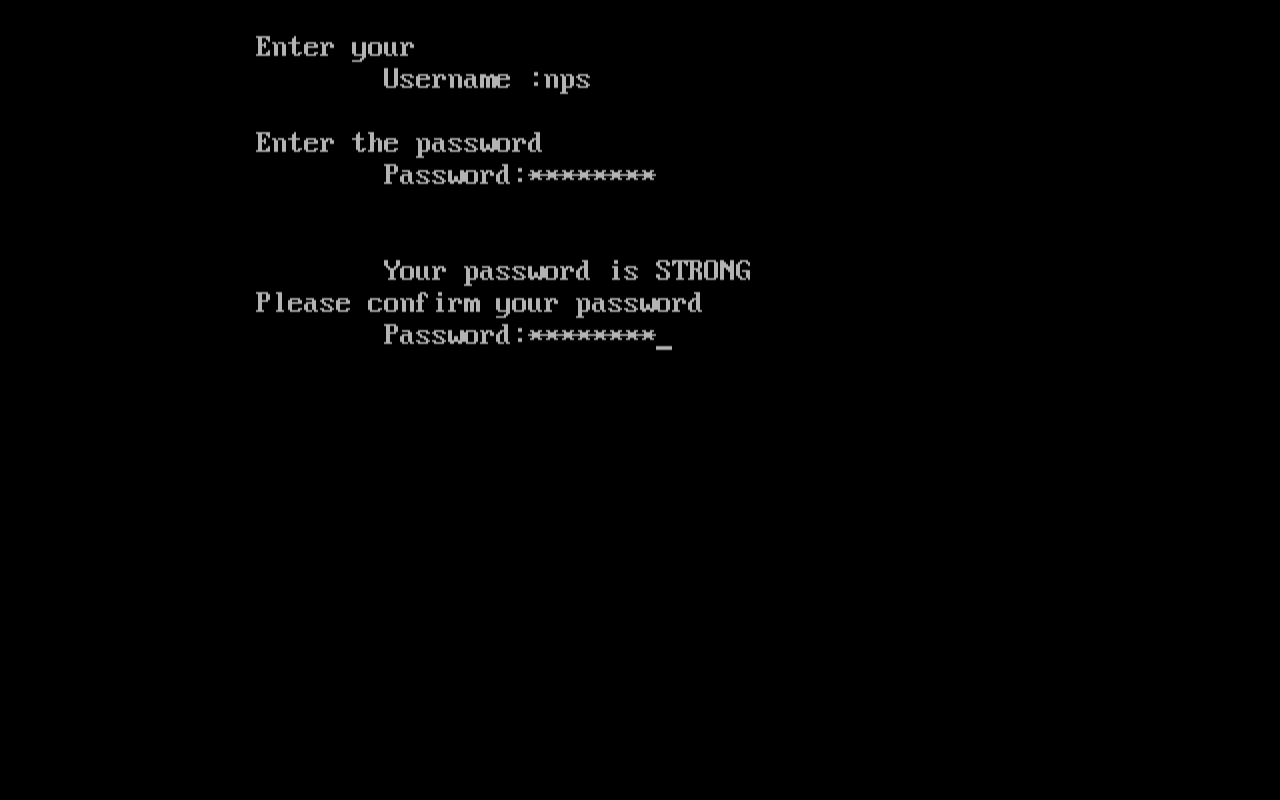 Enter your
Username :nps
Enter the password
Password:********
Your password is STRONG
Please confirm your password
Password:********_